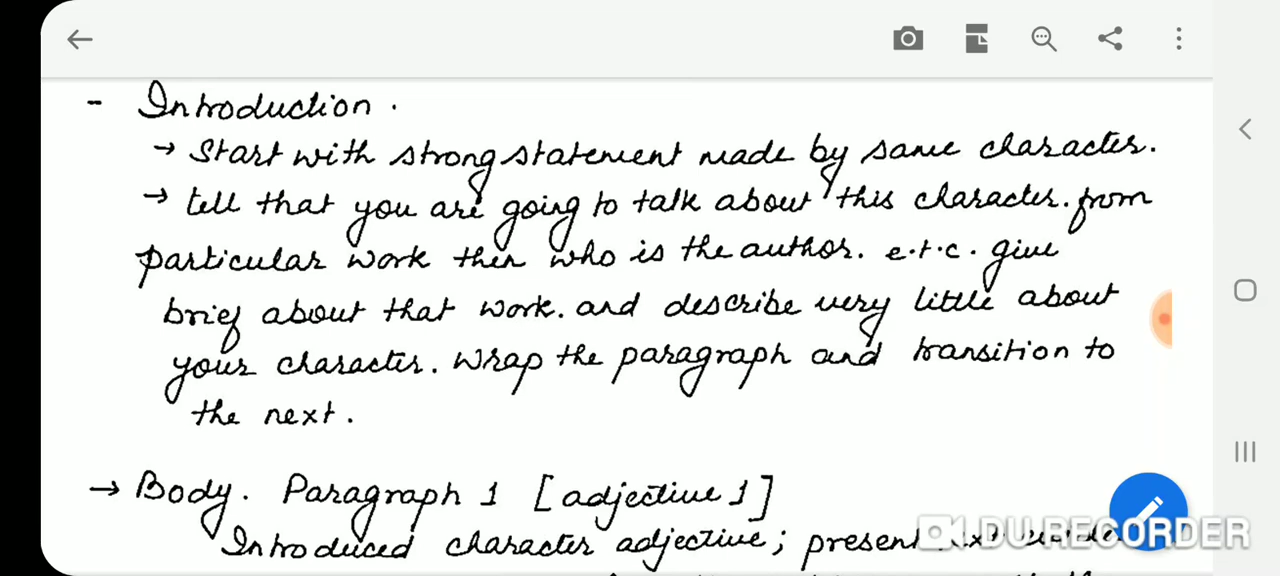 - Introduction.
→ Start with strong statement made by same character.
→ tell that you are going to talk about this character. from
particular work then who is the author. e.t.c. give
brief about that work. and describe very little about
your character. wrap the paragraph and transition to
the next.
→ Body. Paragraph 1 [adjective 1]
Introduced character adjective; present text
DU RECORDER